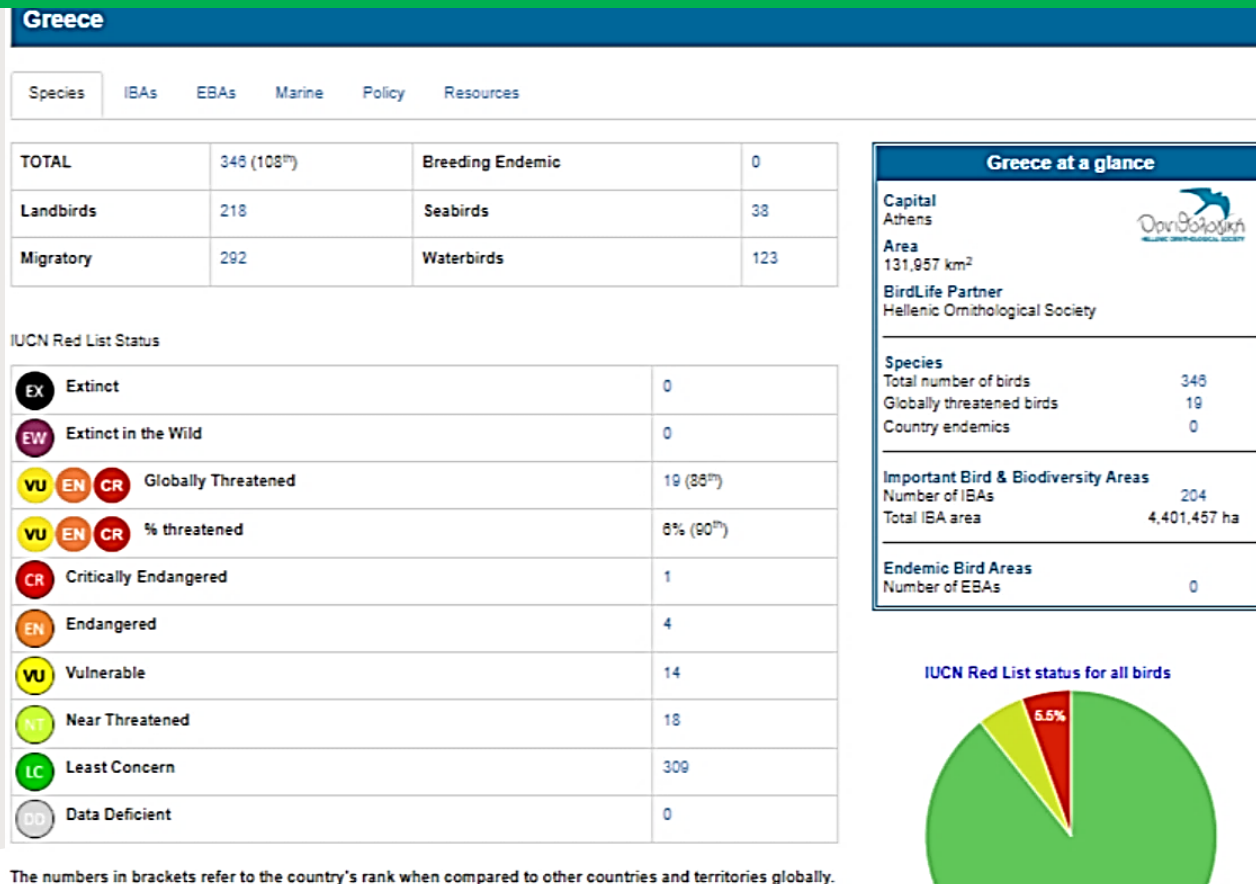 Greece
Species IBAs EBAs Marine Policy Resources
TOTAL 346 (108th) Breeding Endemic 0
Landbirds 218 Seabirds 38
Migratory 292 Waterbirds 123
IUCN Red List Status
EX Extinct 0
EW Extinct in the Wild 0
VU EN CR Globally Threatened 19 (86th)
VU EN CR % threatened 6% (90th)
CR Critically Endangered 1
EN Endangered 4
VU Vulnerable 14
NT Near Threatened 18
LC Least Concern 309
DD Data Deficient 0
The numbers in brackets refer to the country's rank when compared to other countries and territories globally.
Greece at a glance
Capital
Athens
Ορνιθολογική
HELLENIC ORNITHOLOGICAL SOCIETY
Area
131,957 km²
BirdLife Partner
Hellenic Ornithological Society
Species
Total number of birds 346
Globally threatened birds 19
Country endemics 0
Important Bird & Biodiversity Areas
Number of IBAs 204
Total IBA area 4,401,457 ha
Endemic Bird Areas
Number of EBAs 0
IUCN Red List status for all birds
5.5%